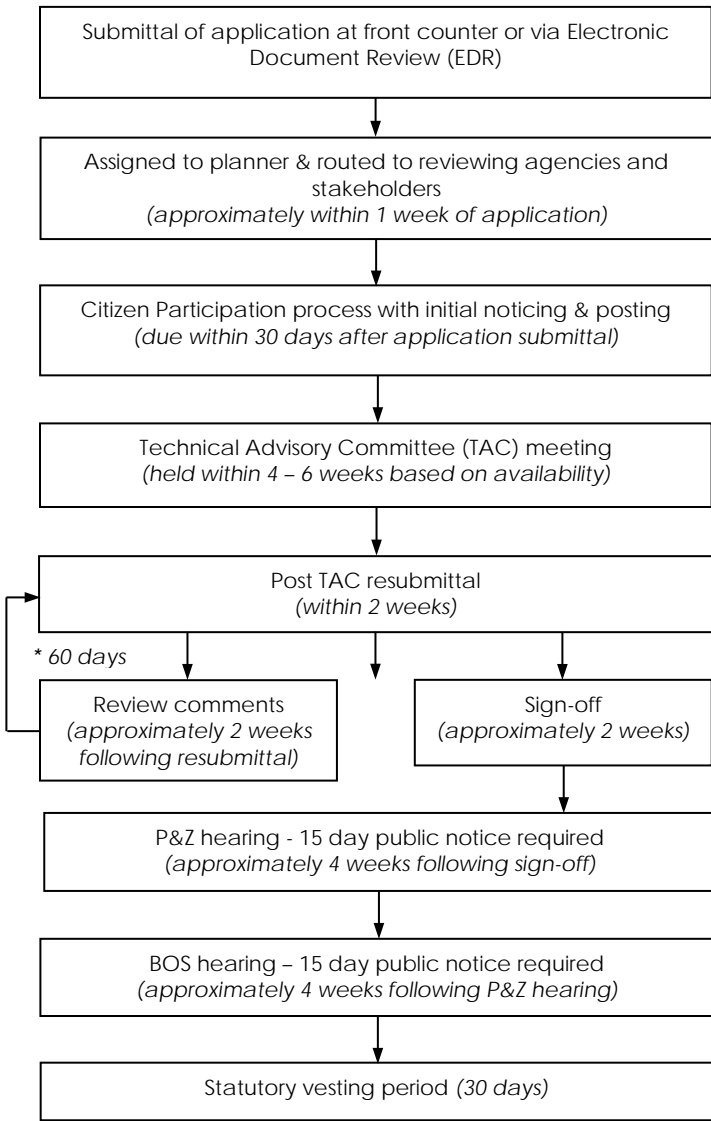 Submittal of application at front counter or via Electronic
Document Review (EDR)
Assigned to planner & routed to reviewing agencies and
stakeholders
(approximately within 1 week of application)
Citizen Participation process with initial noticing & posting
(due within 30 days after application submittal)
Technical Advisory Committee (TAC) meeting
(held within 4 – 6 weeks based on availability)
Post TAC resubmittal
(within 2 weeks)
* 60 days
Review comments
(approximately 2 weeks
following resubmittal)
Sign-off
(approximately 2 weeks)
P&Z hearing - 15 day public notice required
(approximately 4 weeks following sign-off)
BOS hearing – 15 day public notice required
(approximately 4 weeks following P&Z hearing)
Statutory vesting period (30 days)